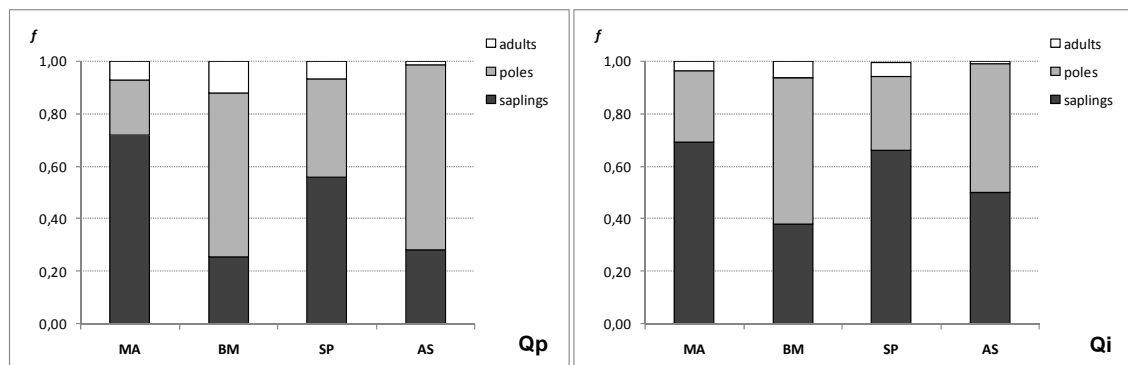 f
adults
poles
saplings
1,00
0,80
0,60
0,40
0,20
0,00
MA BM SP AS
Qp
f
adults
poles
saplings
1,00
0,80
0,60
0,40
0,20
0,00
MA BM SP AS
Qi